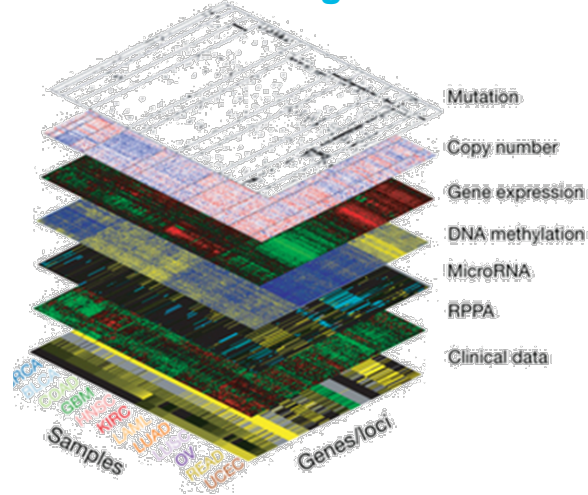 Mutation
Copy number
Gene expression
DNA methylation
MicroRNA
RPPA
Clinical data
GBM
KIRC
LUAD
OV
READ
UCEC
Samples
Genes/loci